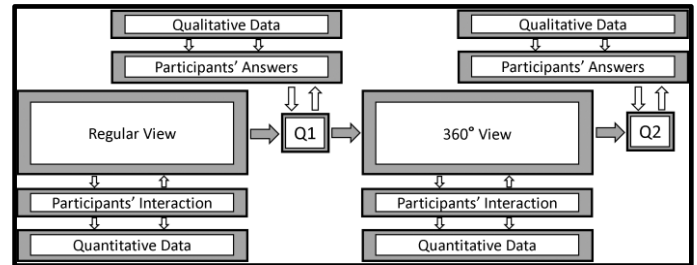 Qualitative Data
Participants' Answers
Qualitative Data
Participants' Answers
Regular View
Q1
360° View
Q2
Participants' Interaction
Quantitative Data
Participants' Interaction
Quantitative Data